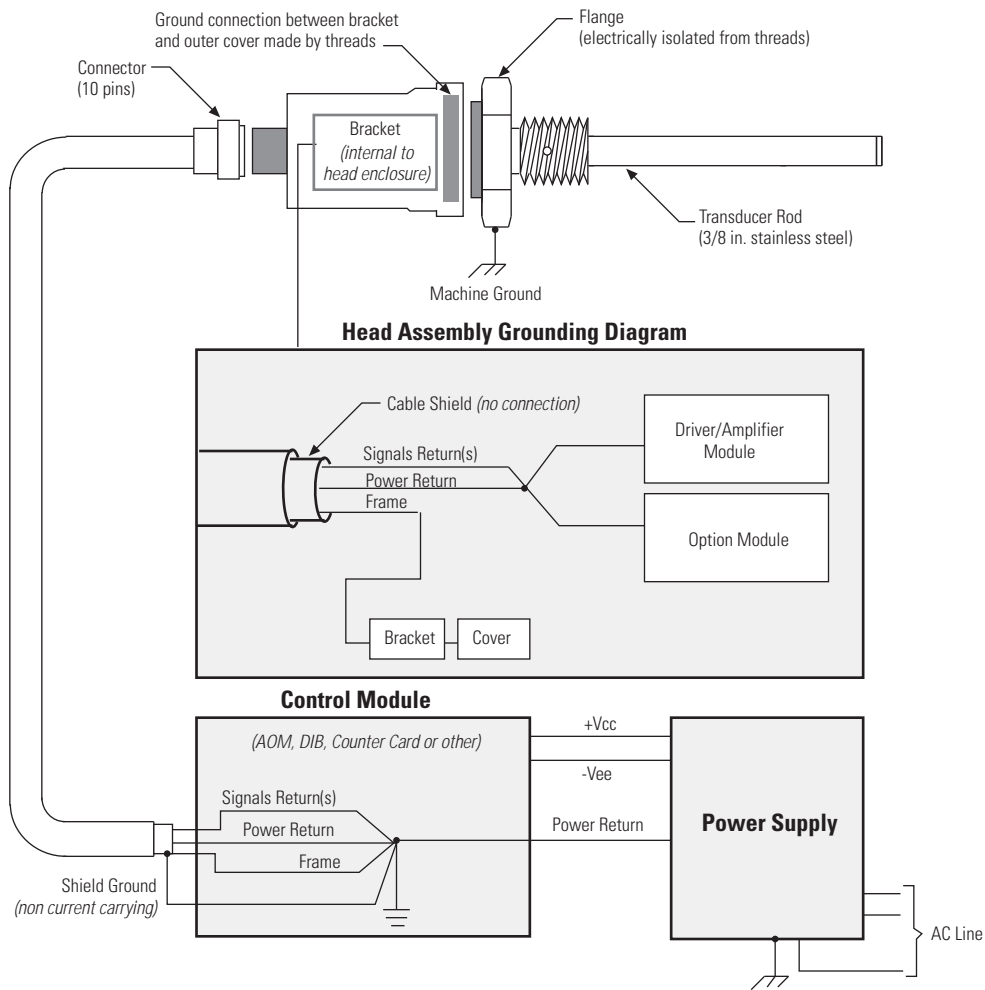 Ground connection between bracket
and outer cover made by threads
Flange
(electrically isolated from threads)
Connector
(10 pins)
Bracket
(internal to
head enclosure)
Transducer Rod
(3/8 in. stainless steel)
Machine Ground
Head Assembly Grounding Diagram
Cable Shield (no connection)
Signals Return(s)
Power Return
Frame
Driver/Amplifier
Module
Option Module
Bracket
Cover
Control Module
(AOM, DIB, Counter Card or other)
+Vcc
-Vee
Signals Return(s)
Power Return
Frame
Power Return
Power Supply
Shield Ground
(non current carrying)
AC Line